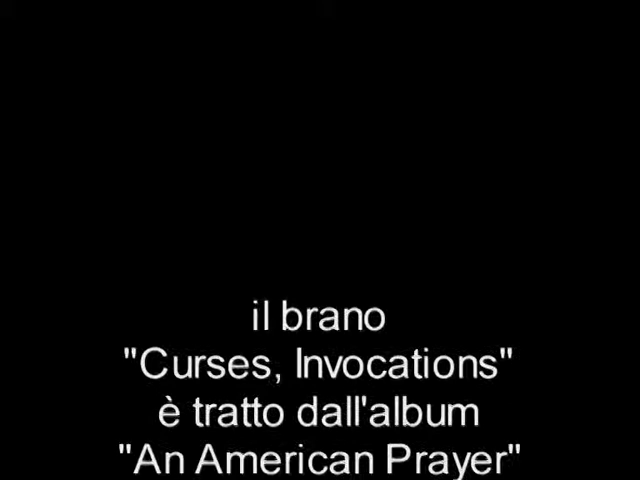 il brano
"Curses, Invocations"
è tratto dall'album
"An American Prayer"